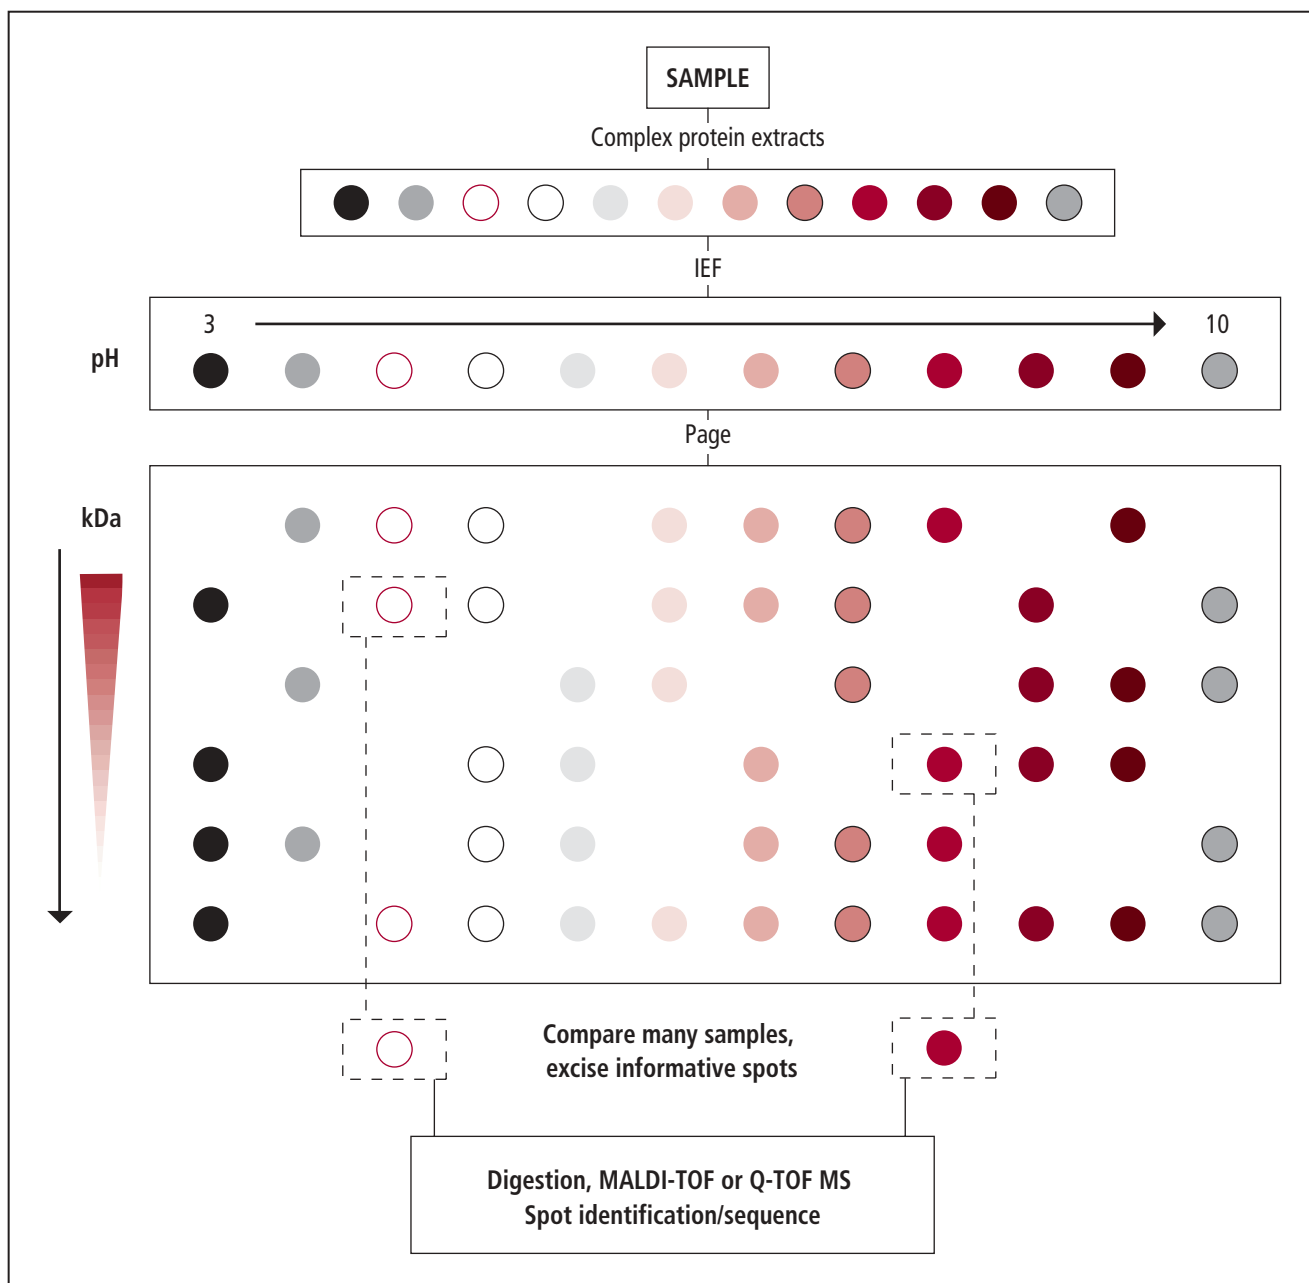 SAMPLE
Complex protein extracts
IEF
3
10
pH
Page
kDa
Compare many samples,
excise informative spots
Digestion, MALDI-TOF or Q-TOF MS
Spot identification/sequence